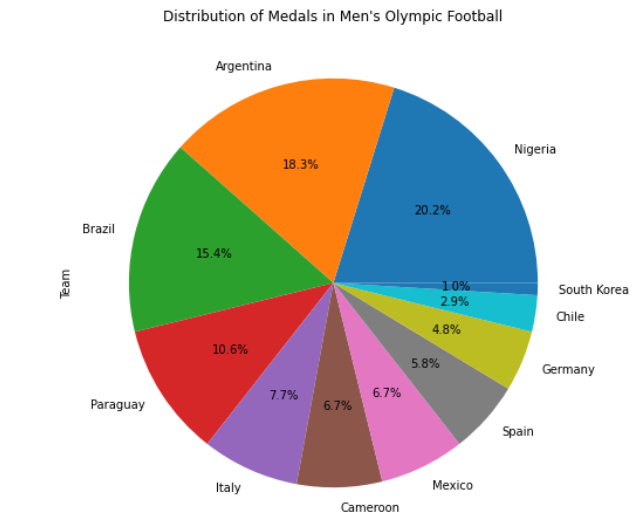 Distribution of Medals in Men's Olympic Football
Argentina
Nigeria
18.3%
20.2%
Brazil
15.4%
Team
1.0%
South Korea
2.9%
Chile
4.8%
10.6%
5.8%
Germany
7.7%
6.7%
6.7%
Paraguay
Spain
Italy
Mexico
Cameroon